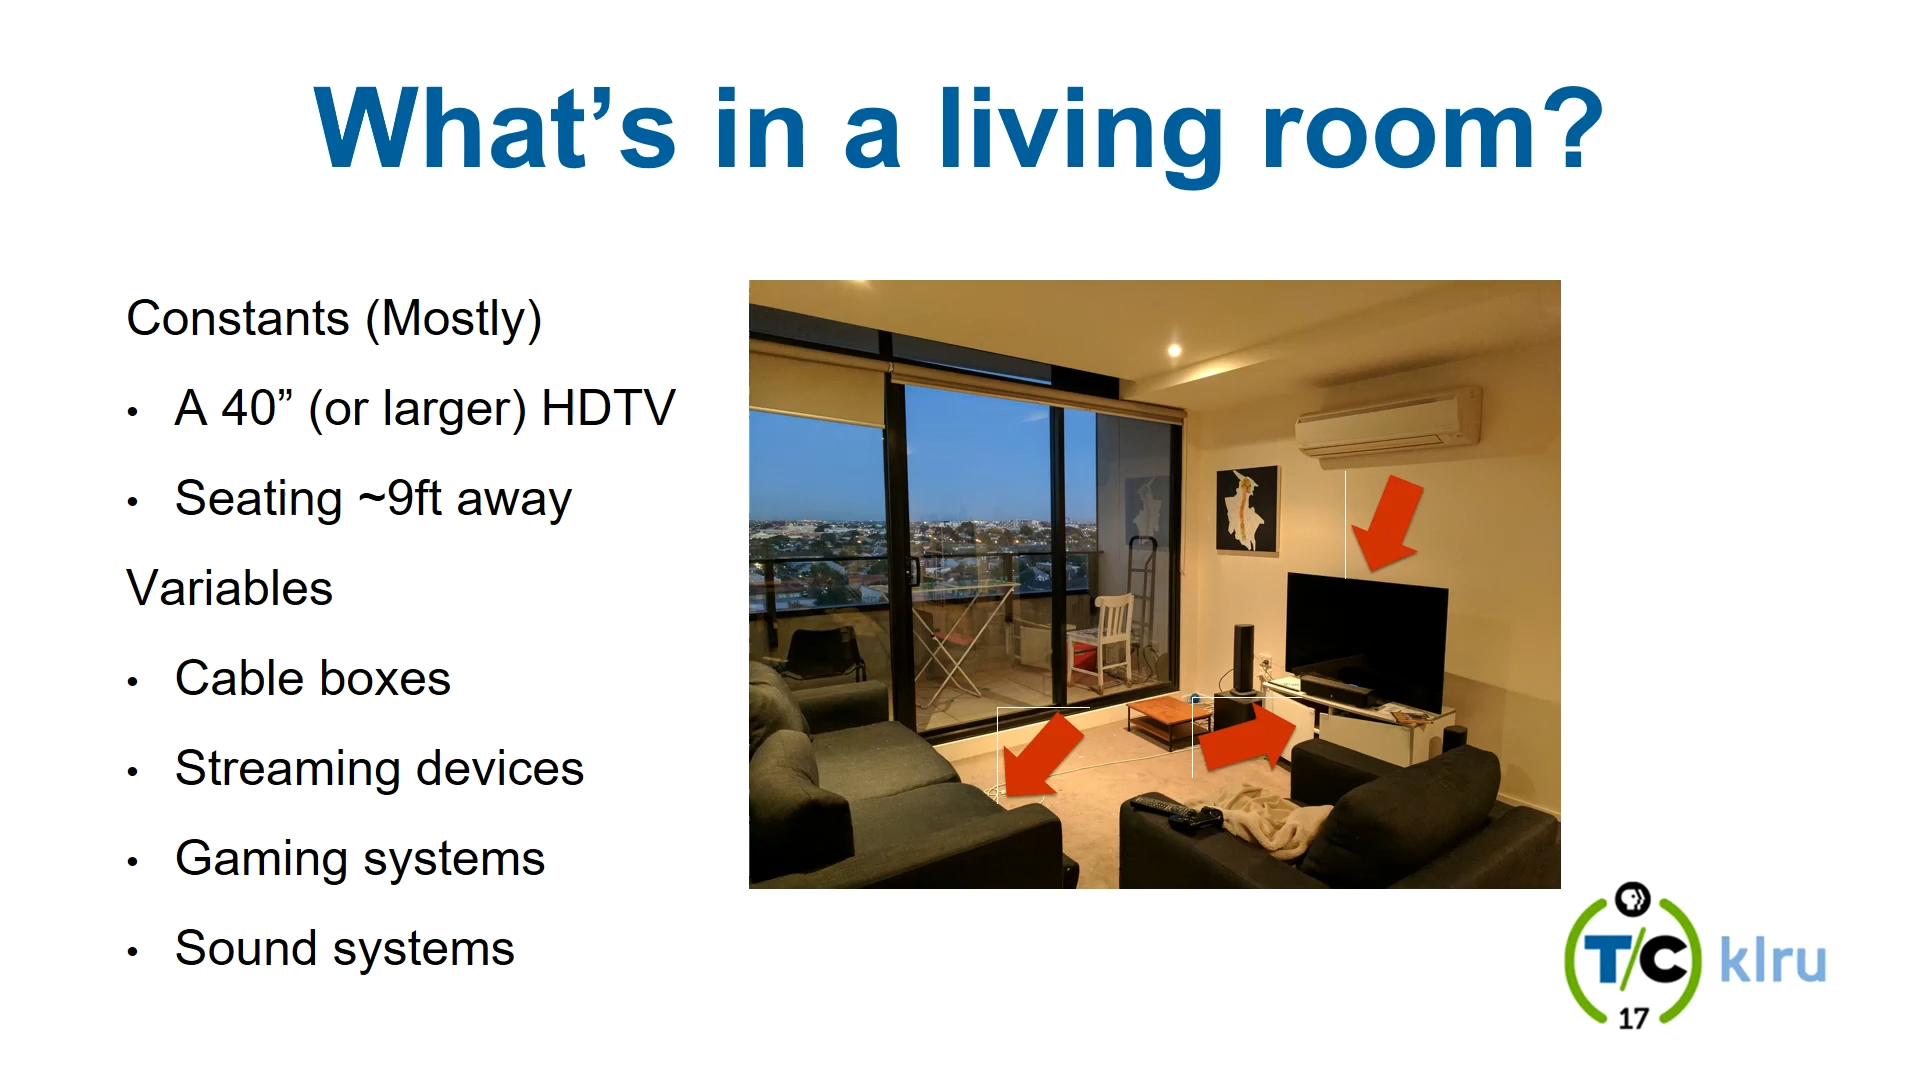 What’s in a living room?
Constants (Mostly)
• A 40” (or larger) HDTV
• Seating ~9ft away
Variables
• Cable boxes
• Streaming devices
• Gaming systems
• Sound systems
T/C
17
klru